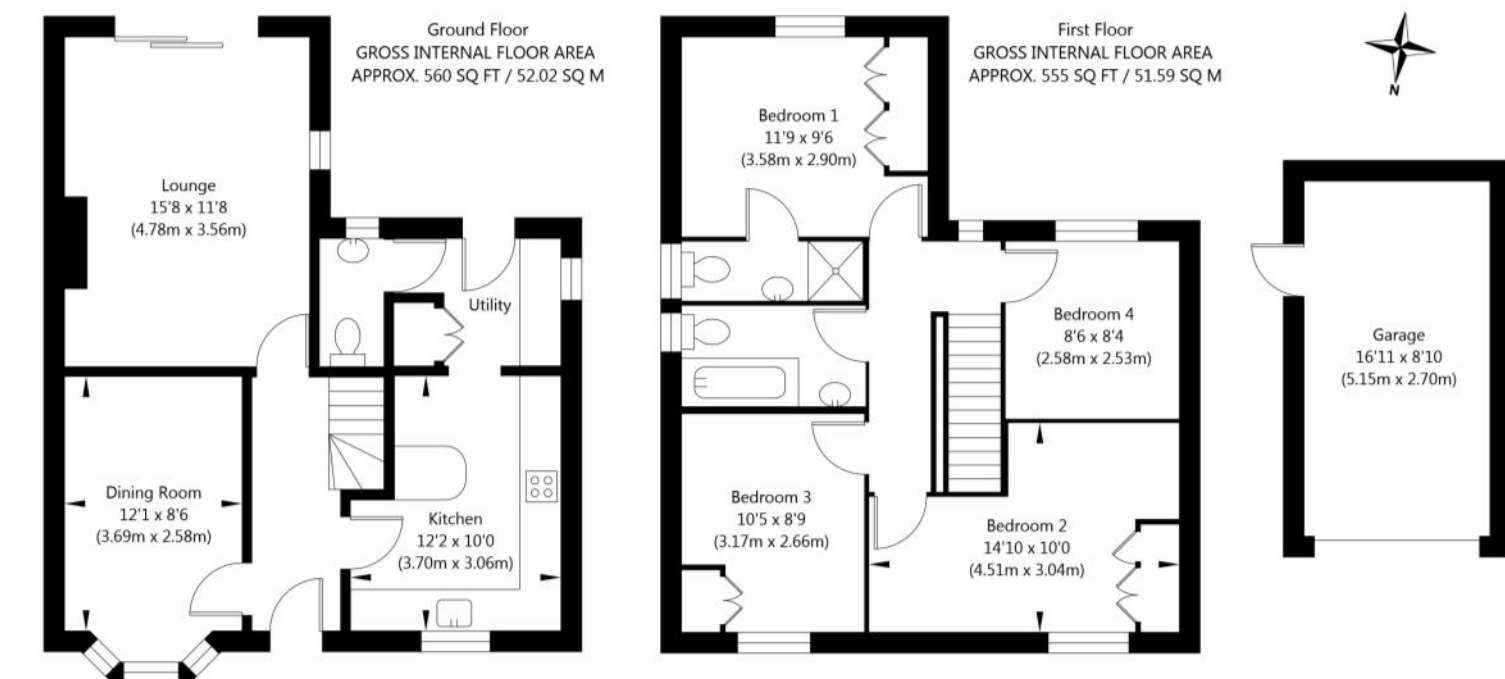 Ground Floor
GROSS INTERNAL FLOOR AREA
APPROX. 560 SQ FT / 52.02 SQ M
Lounge
15'8 x 11'8
(4.78m x 3.56m)
Utility
Dining Room
12'1 x 8'6
(3.69m x 2.58m)
Kitchen
12'2 x 10'0
(3.70m x 3.06m)
First Floor
GROSS INTERNAL FLOOR AREA
APPROX. 555 SQ FT / 51.59 SQ M
Bedroom 1
11'9 x 9'6
(3.58m x 2.90m)
Bedroom 4
8'6 x 8'4
(2.58m x 2.53m)
Bedroom 3
10'5 x 8'9
(3.17m x 2.66m)
Bedroom 2
14'10 x 10'0
(4.51m x 3.04m)
N
Garage
16'11 x 8'10
(5.15m x 2.70m)